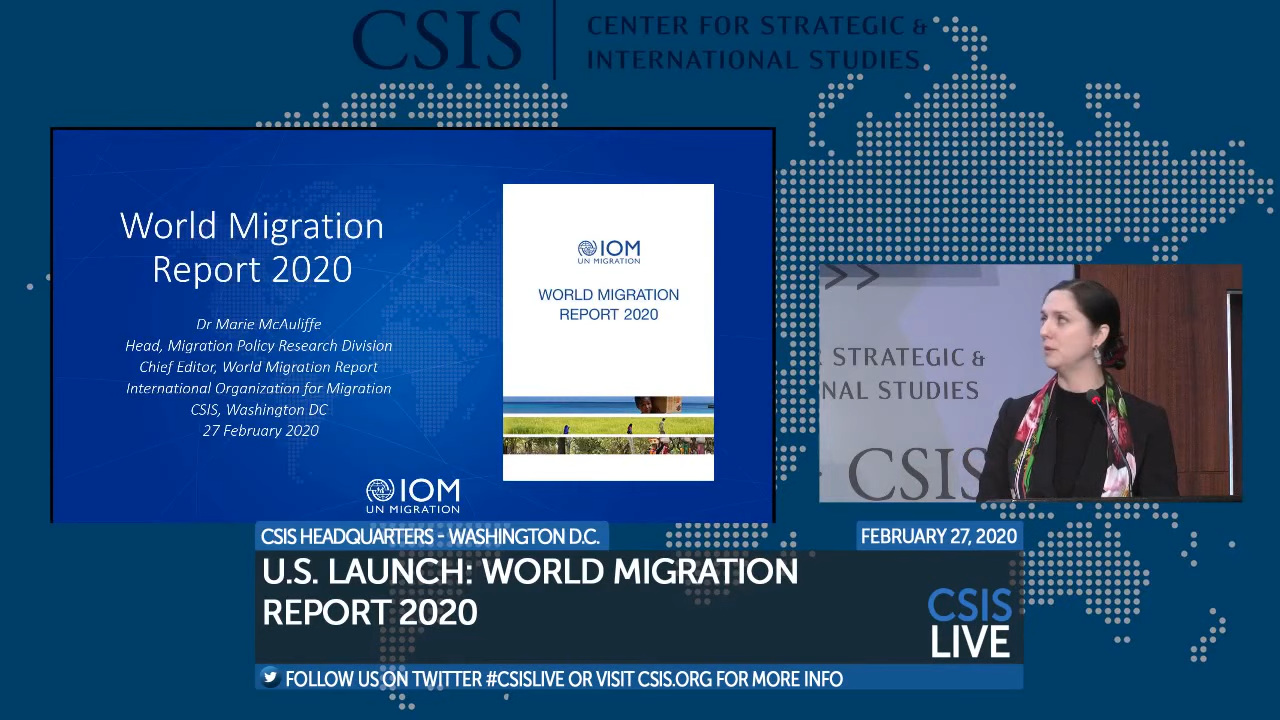 CSIS
CENTER FOR STRATEGIC &
INTERNATIONAL STUDIES
World Migration
Report 2020
Dr Marie McAuliffe
Head, Migration Policy Research Division
Chief Editor, World Migration Report
International Organization for Migration
CSIS, Washington DC
27 February 2020
IOM
UN MIGRATION
IOM
UN MIGRATION
WORLD MIGRATION
REPORT 2020
STRATEGIC &
NAL STUDIES
CSIS
CSIS HEADQUARTERS - WASHINGTON D.C.
FEBRUARY 27, 2020
U.S. LAUNCH: WORLD MIGRATION
REPORT 2020
CSIS
LIVE
FOLLOW US ON TWITTER #CSISLIVE OR VISIT CSIS.ORG FOR MORE INFO